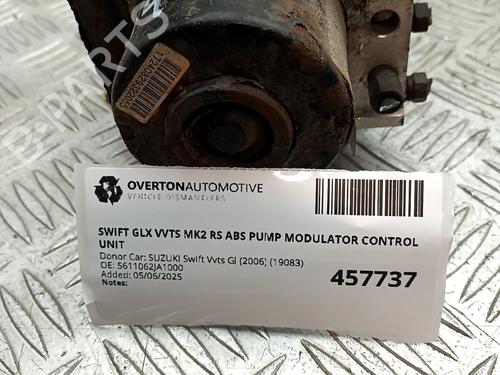 OVERTONAUTOMOTIVE
VEHICLE DISMANTLERS
SWIFT GLX VVTS MK2 RS ABS PUMP MODULATOR CONTROL
UNIT
Donor Car: SUZUKI Swift Vvts Gl (2006) (19083)
OE: 5611062JA1000
Added: 05/06/2025
Notes:
457737